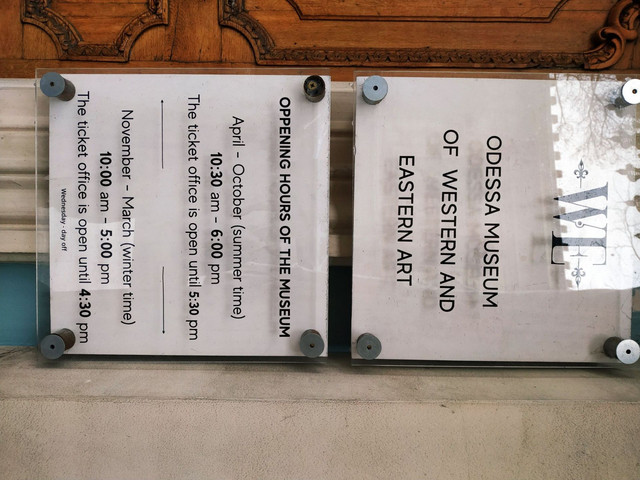 WE
ODESSA MUSEUM
OF WESTERN AND
EASTERN ART
OPPENING HOURS OF THE MUSEUM
April - October (summer time)
10:30 am - 6:00 pm
The ticket office is open until 5:30 pm
November - March (winter time)
10:00 am - 5:00 pm
The ticket office is open until 4:30 pm
Wednesday - day off